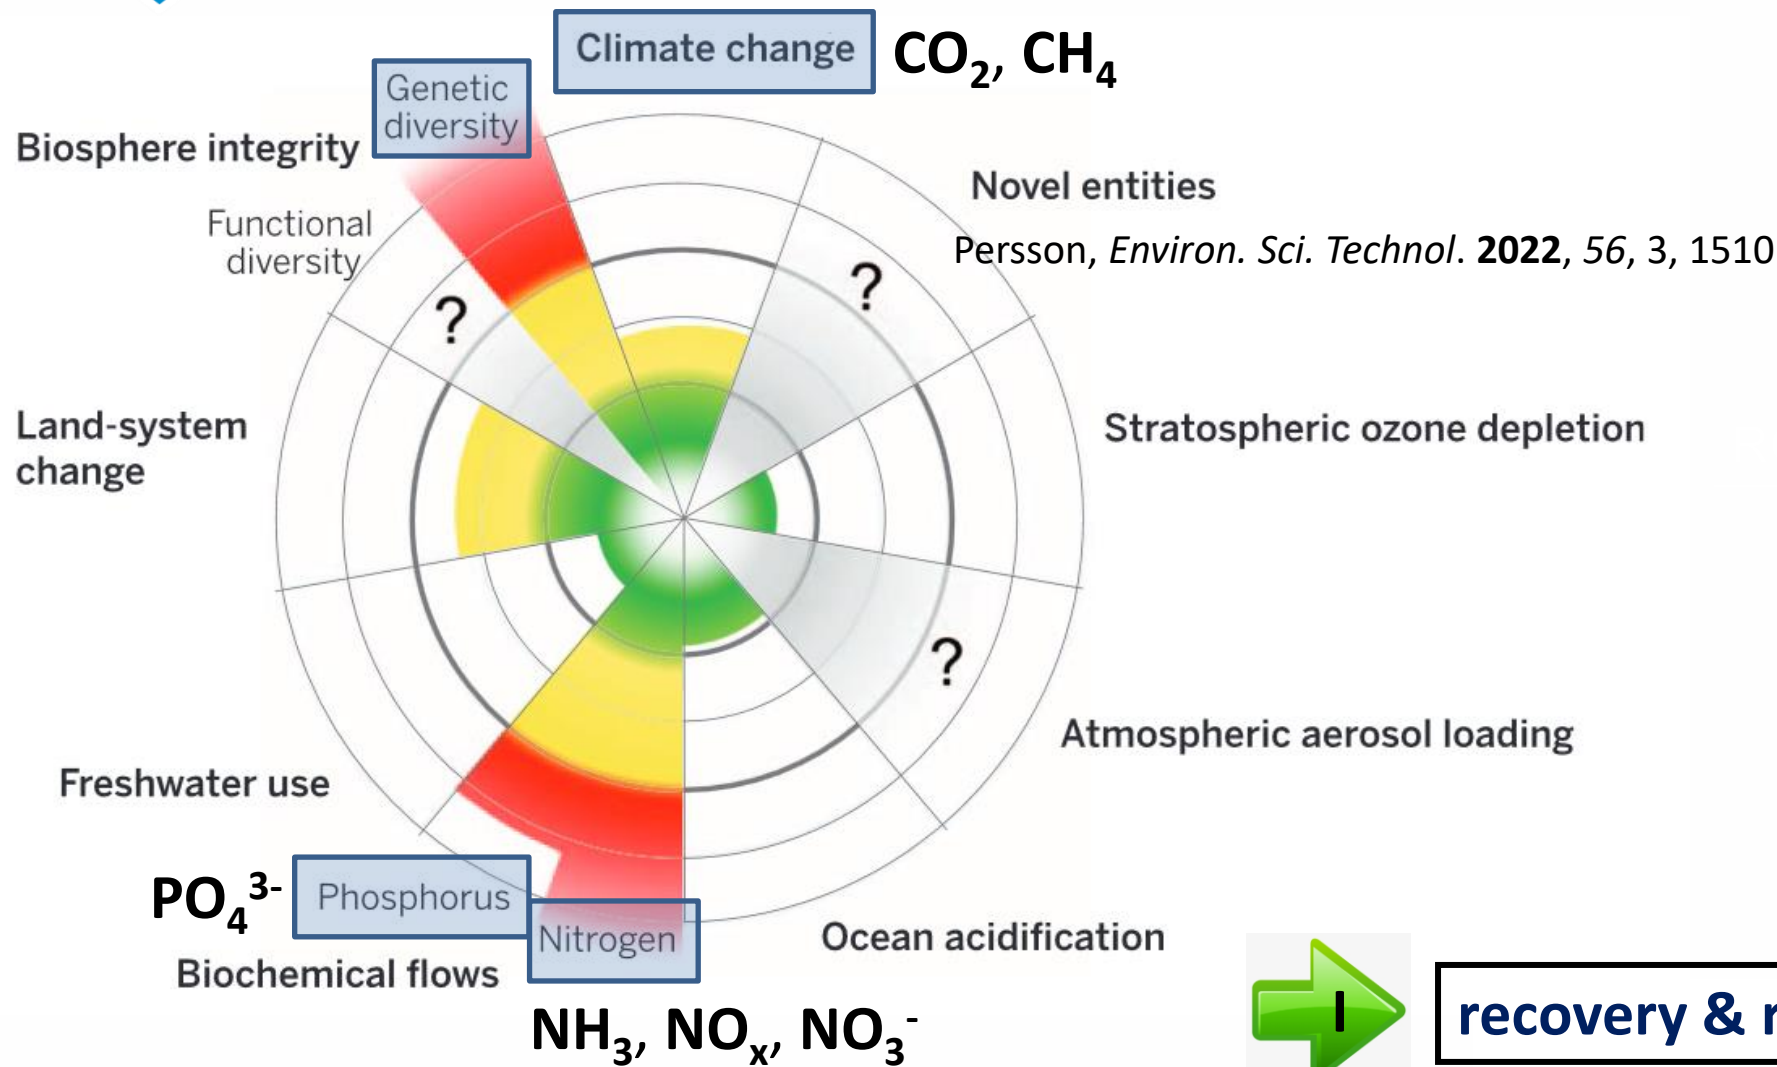 Climate change
CO₂, CH₄
Genetic
diversity
Biosphere integrity
Novel entities
Functional
diversity
Persson, Environ. Sci. Technol. 2022, 56, 3, 1510
?
?
Land-system
change
Stratospheric ozone depletion
?
Atmospheric aerosol loading
Freshwater use
PO₄³⁻
Phosphorus
Nitrogen
Ocean acidification
Biochemical flows
NH₃, NOₓ, NO₃⁻
I
recovery &